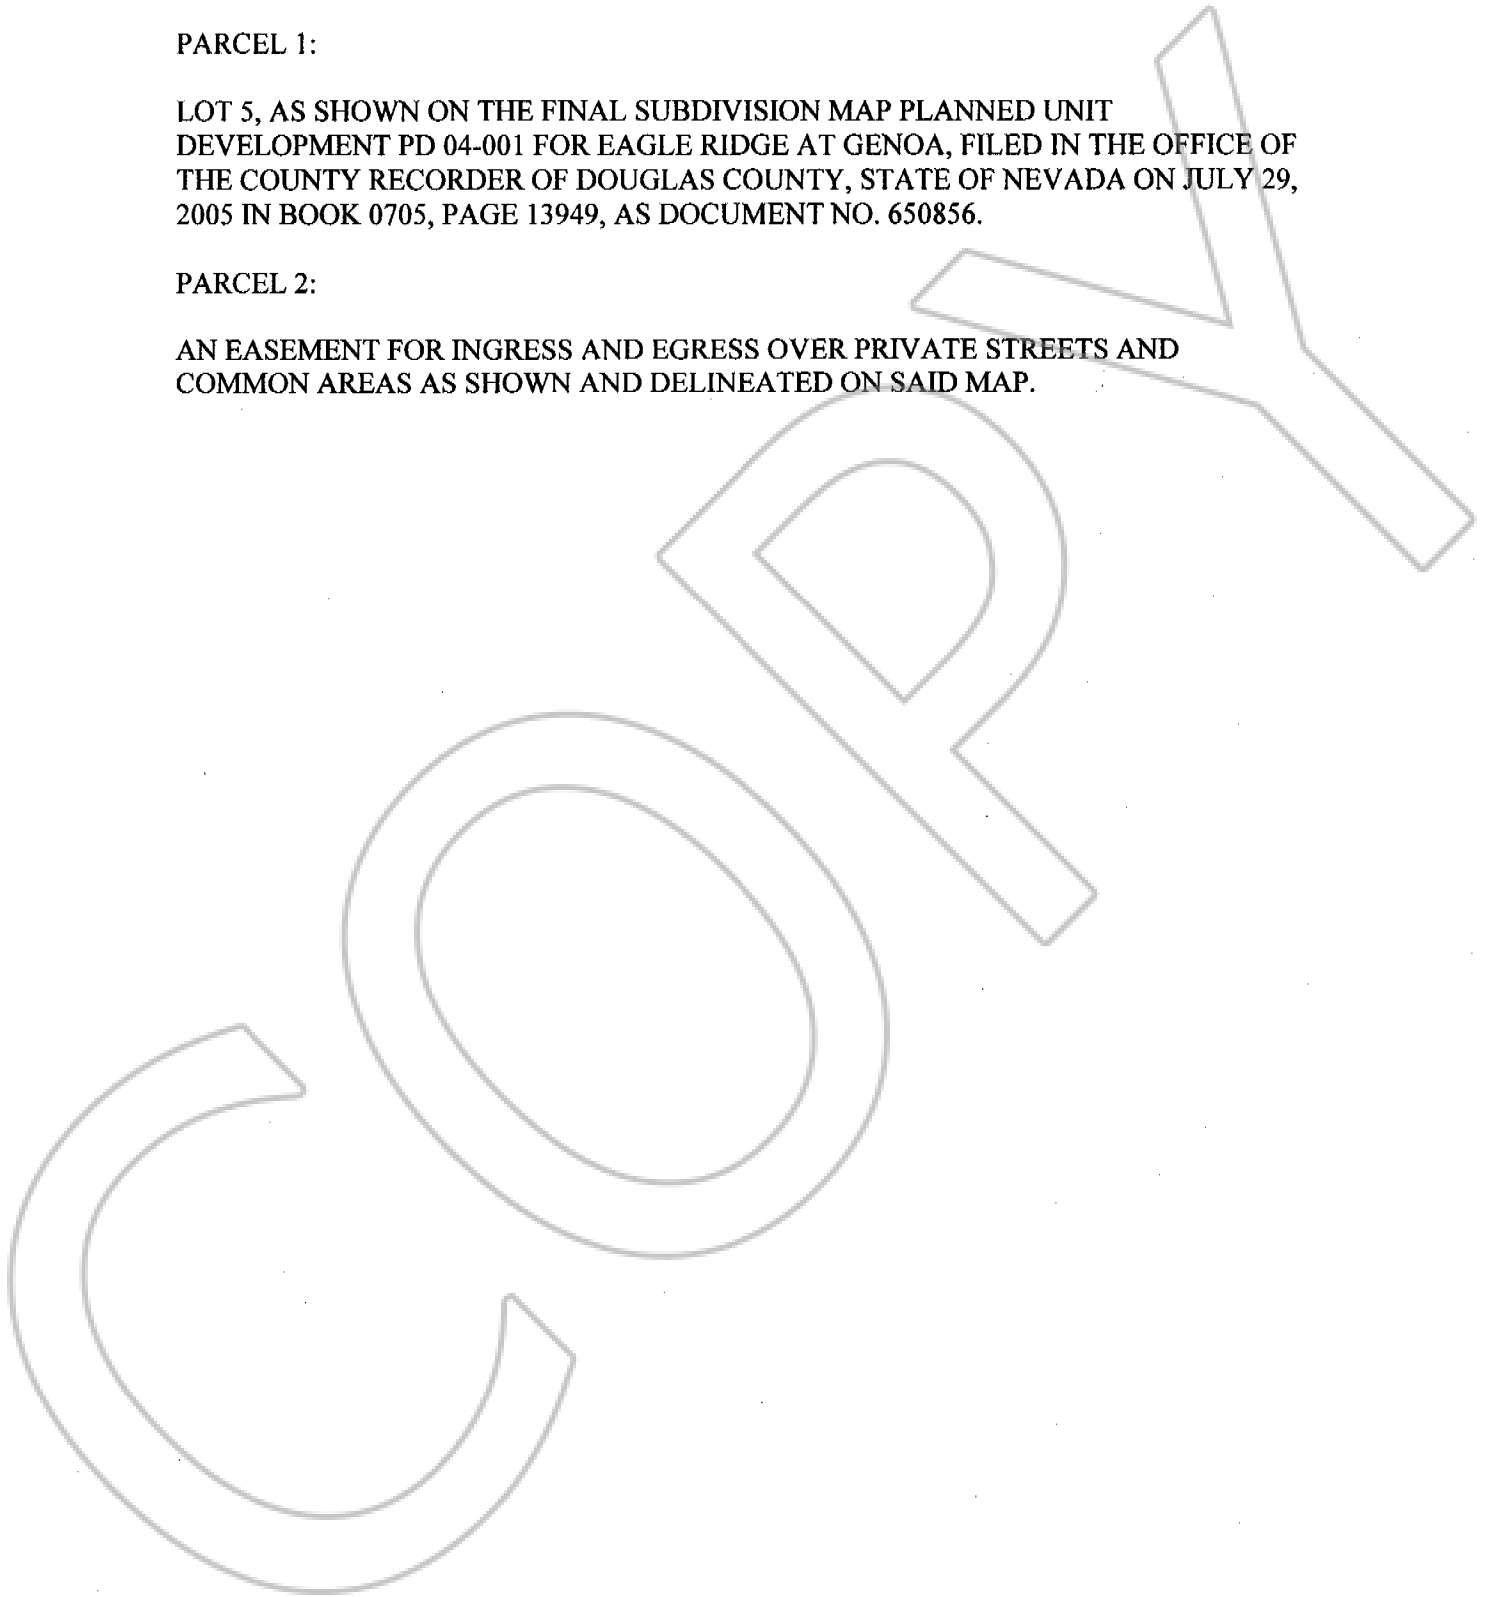 PARCEL 1:
LOT 5, AS SHOWN ON THE FINAL SUBDIVISION MAP PLANNED UNIT
DEVELOPMENT PD 04-001 FOR EAGLE RIDGE AT GENOA, FILED IN THE OFFICE OF
THE COUNTY RECORDER OF DOUGLAS COUNTY, STATE OF NEVADA ON JULY 29,
2005 IN BOOK 0705, PAGE 13949, AS DOCUMENT NO. 650856.
PARCEL 2:
AN EASEMENT FOR INGRESS AND EGRESS OVER PRIVATE STREETS AND
COMMON AREAS AS SHOWN AND DELINEATED ON SAID MAP.
COPY